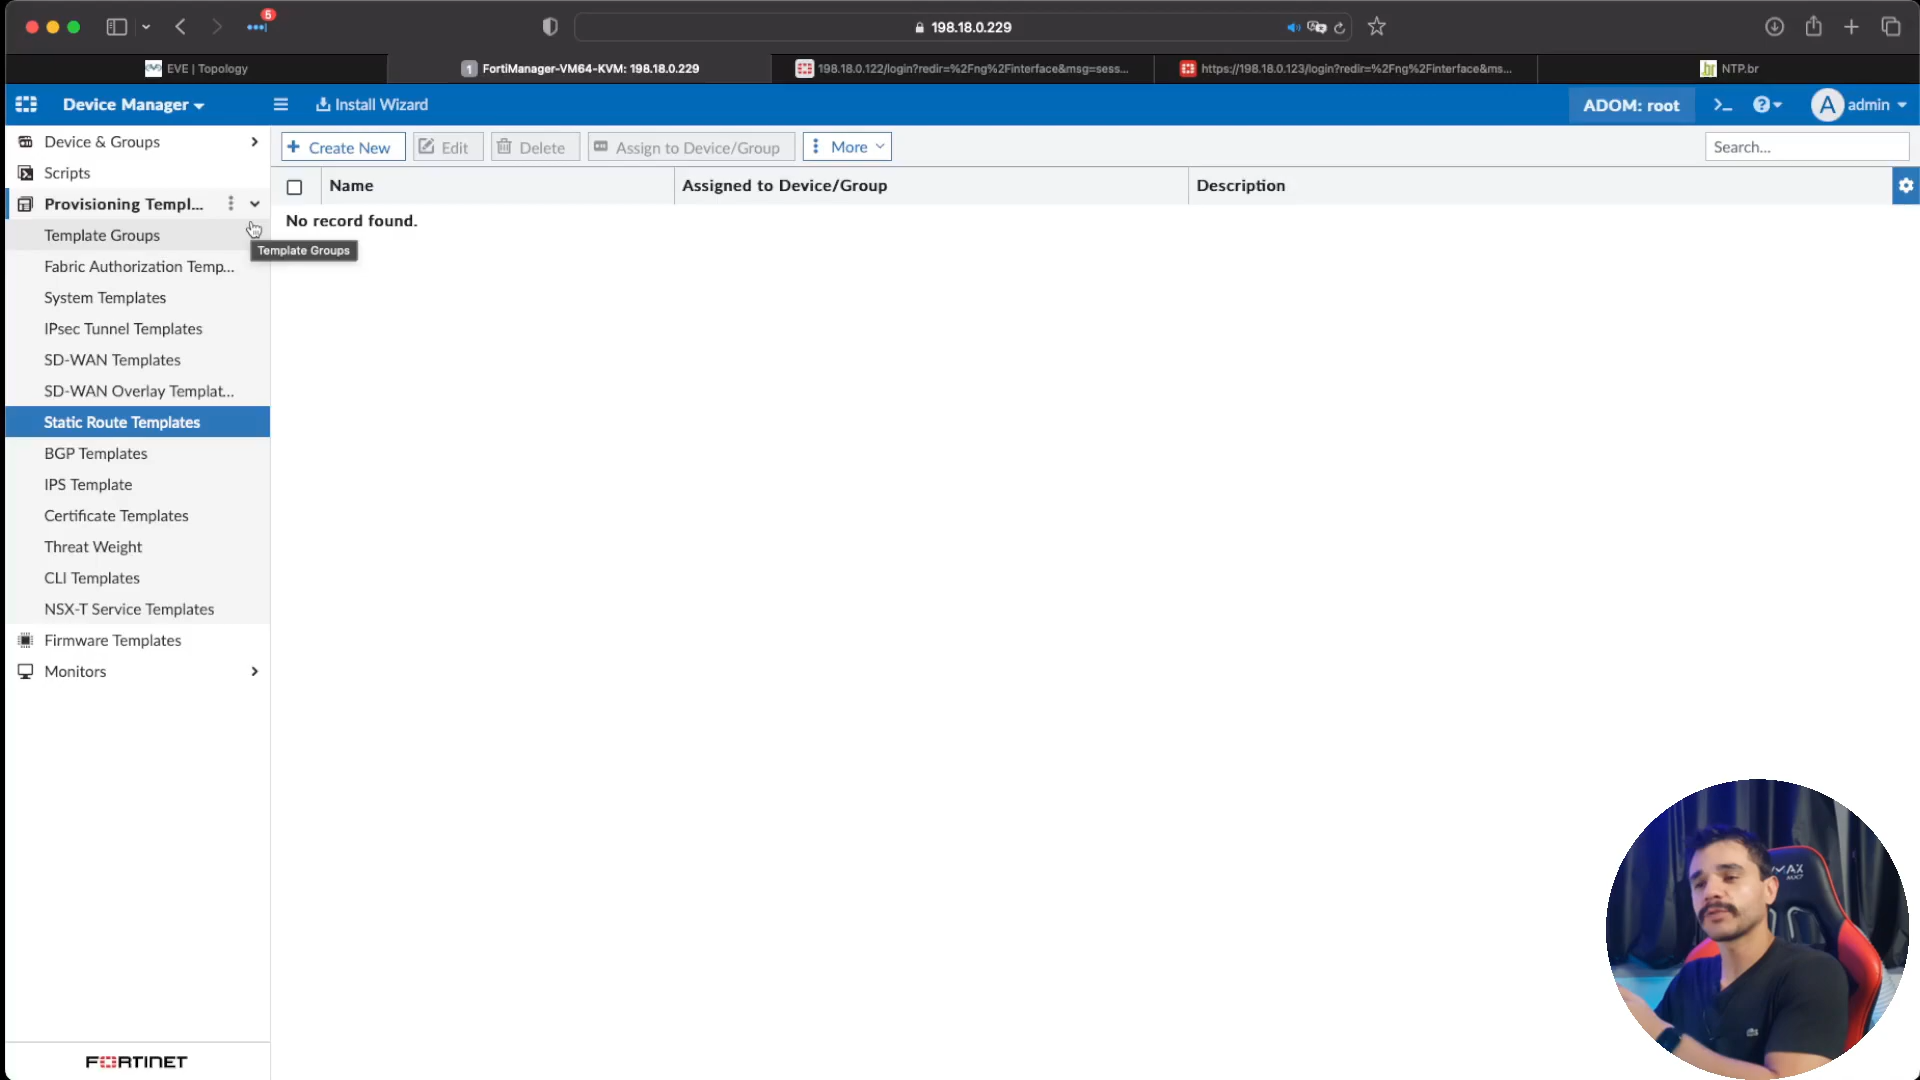 5
198.18.0.229
EVE | Topology
1 FortiManager-VM64-KVM: 198.18.0.229
198.18.0.122/login?redir=%2Fng%2Finterface&msg=sess...
https://198.18.0.123/login?redir=%2Fng%2Finterface&ms...
.br NTP.br
Device Manager
Install Wizard
ADOM: root
>_
?
A admin
Device & Groups
+ Create New
Edit
Delete
Assign to Device/Group
More
Search...
Scripts
Name
Assigned to Device/Group
Description
Provisioning Templ...
No record found.
Template Groups
Template Groups
Fabric Authorization Temp...
System Templates
IPsec Tunnel Templates
SD-WAN Templates
SD-WAN Overlay Templat...
Static Route Templates
BGP Templates
IPS Template
Certificate Templates
Threat Weight
CLI Templates
NSX-T Service Templates
Firmware Templates
Monitors
FORTINET